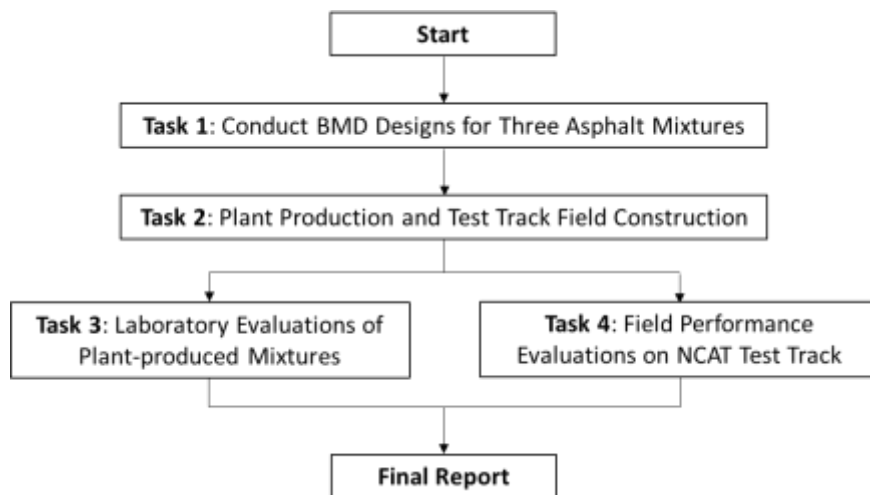 Start
Task 1: Conduct BMD Designs for Three Asphalt Mixtures
Task 2: Plant Production and Test Track Field Construction
Task 3: Laboratory Evaluations of
Plant-produced Mixtures
Task 4: Field Performance
Evaluations on NCAT Test Track
Final Report